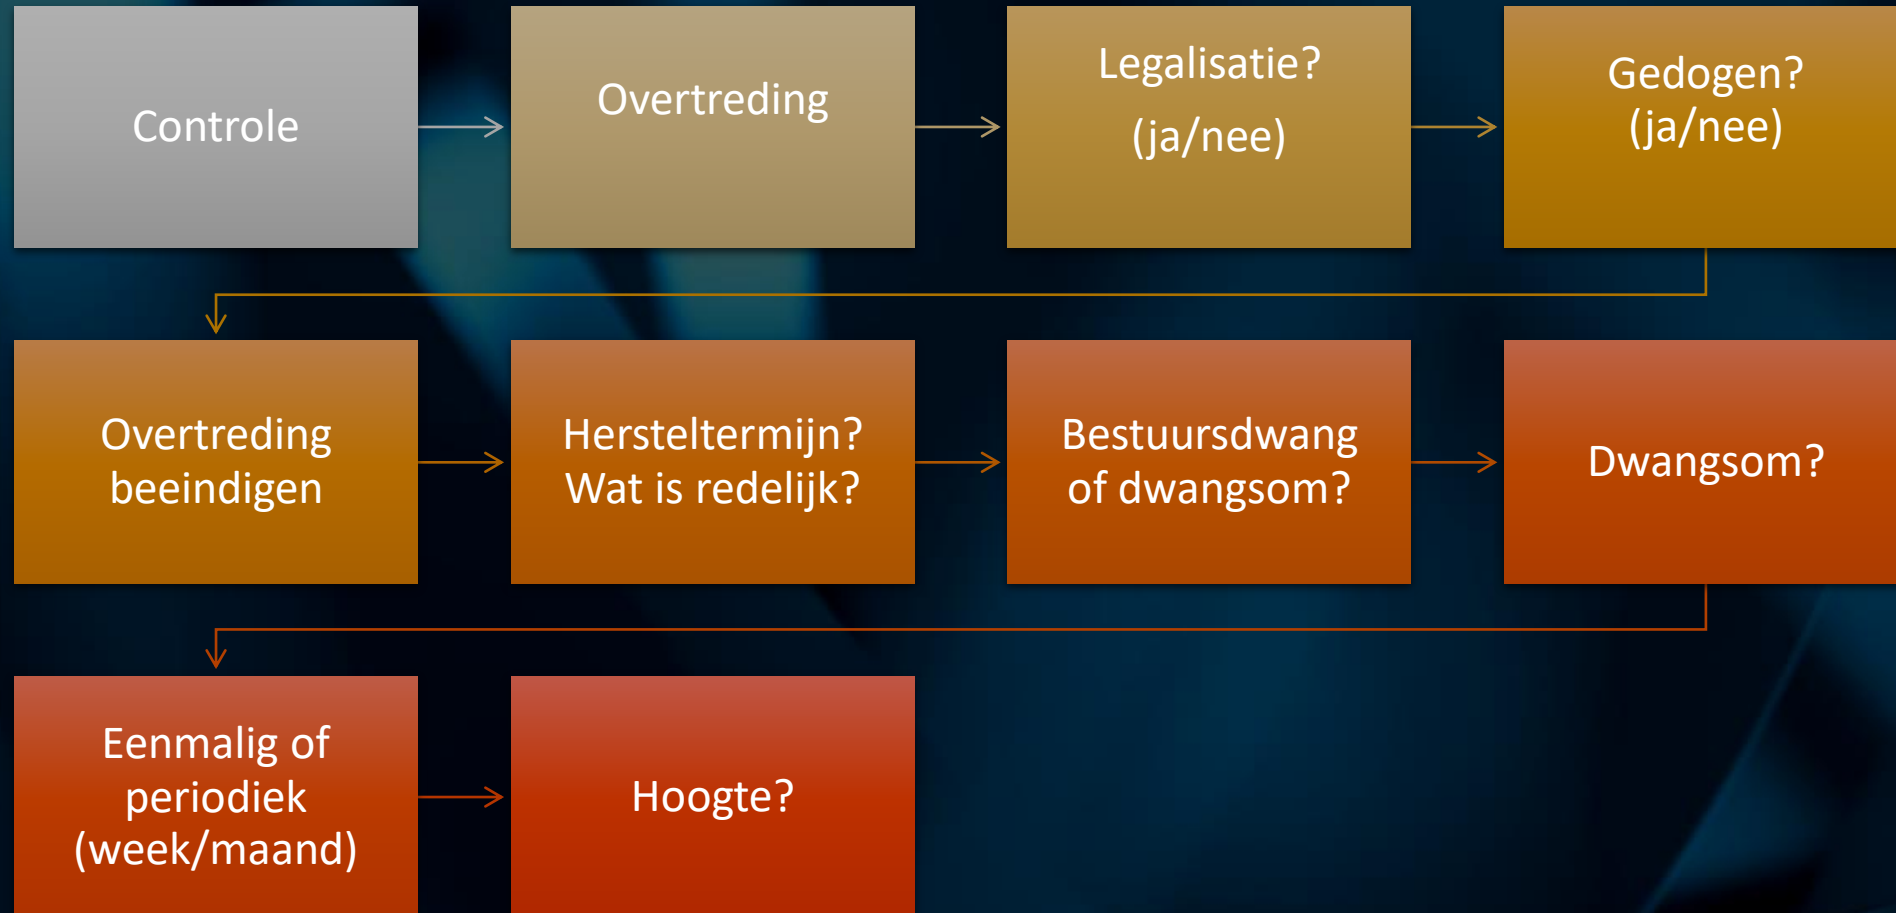 Controle
Overtreding
Legalisatie?
(ja/nee)
Gedogen?
(ja/nee)
Overtreding
beeindigen
Hersteltermijn?
Wat is redelijk?
Bestuursdwang
of dwangsom?
Dwangsom?
Eenmalig of
periodiek
(week/maand)
Hoogte?